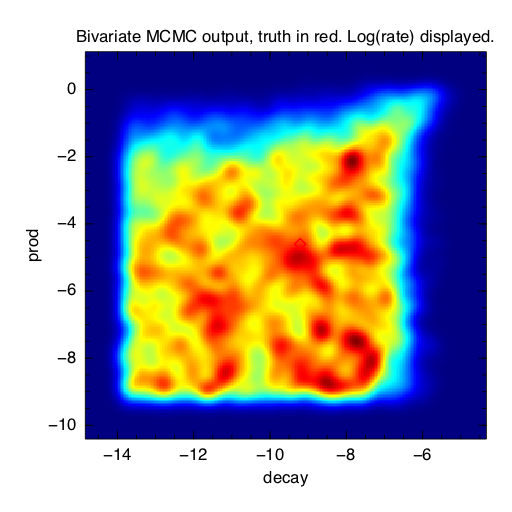 Bivariate MCMC output, truth in red. Log(rate) displayed.
0
−2
−4
−6
−8
−10
prod
−14 −12 −10 −8 −6
decay